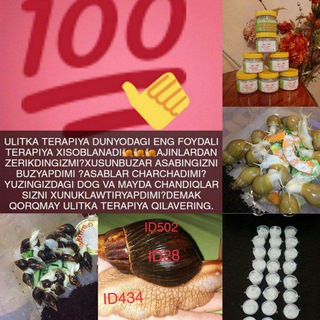 100
ULITKA TERAPIYA DUNYODAGI ENG FOYDALI
TERAPIYA XISOBLANADI👍👍👍AJINLARDAN
ZERIKDINGIZMI?XUSUNBUZAR ASABINGIZNI
BUZYAPDIMI ?ASABLAR CHARCHADIMI?
YUZINGIZDAGI DOG VA MAYDA CHANDIQLAR
SIZNI XUNUKLAWTIRYAPDIMI?DEMAK
QORQMAY ULITKA TERAPIYA QILAVERING.
ID502
ID28
ID434